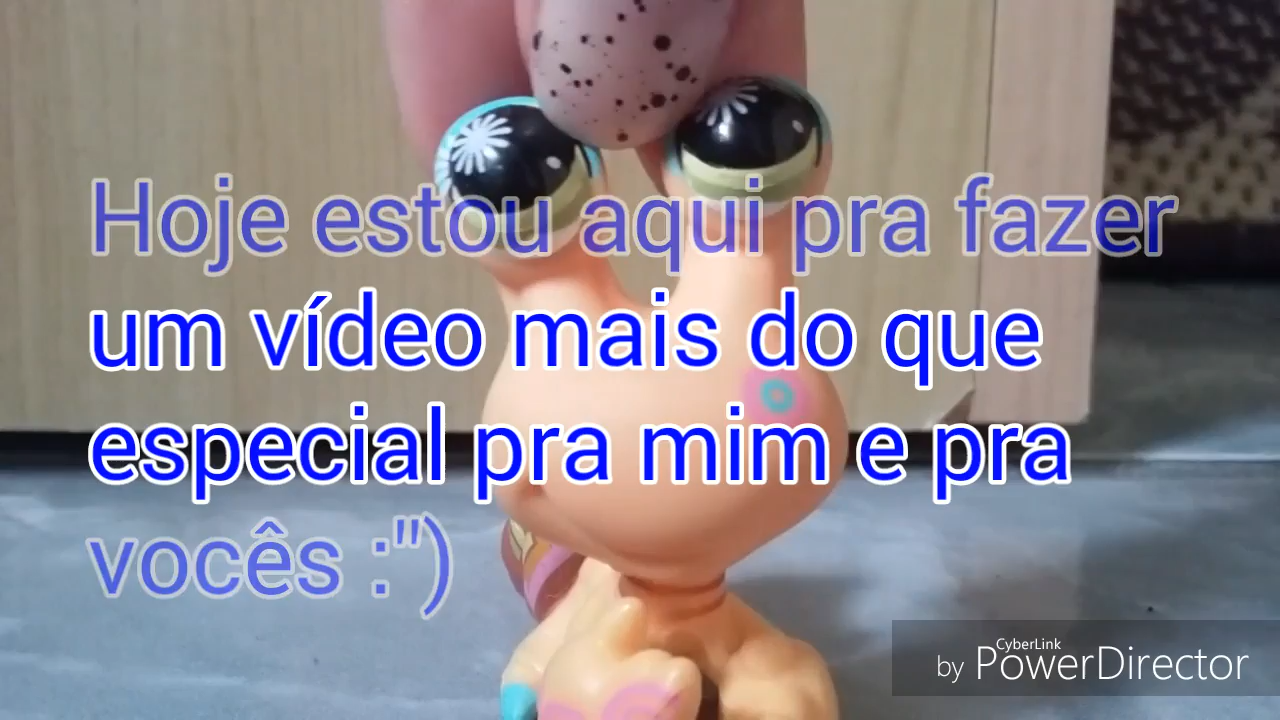 Hoje estou aqui pra fazer
um vídeo mais do que
especial pra mim e pra
vocês :")
CyberLink
by PowerDirector